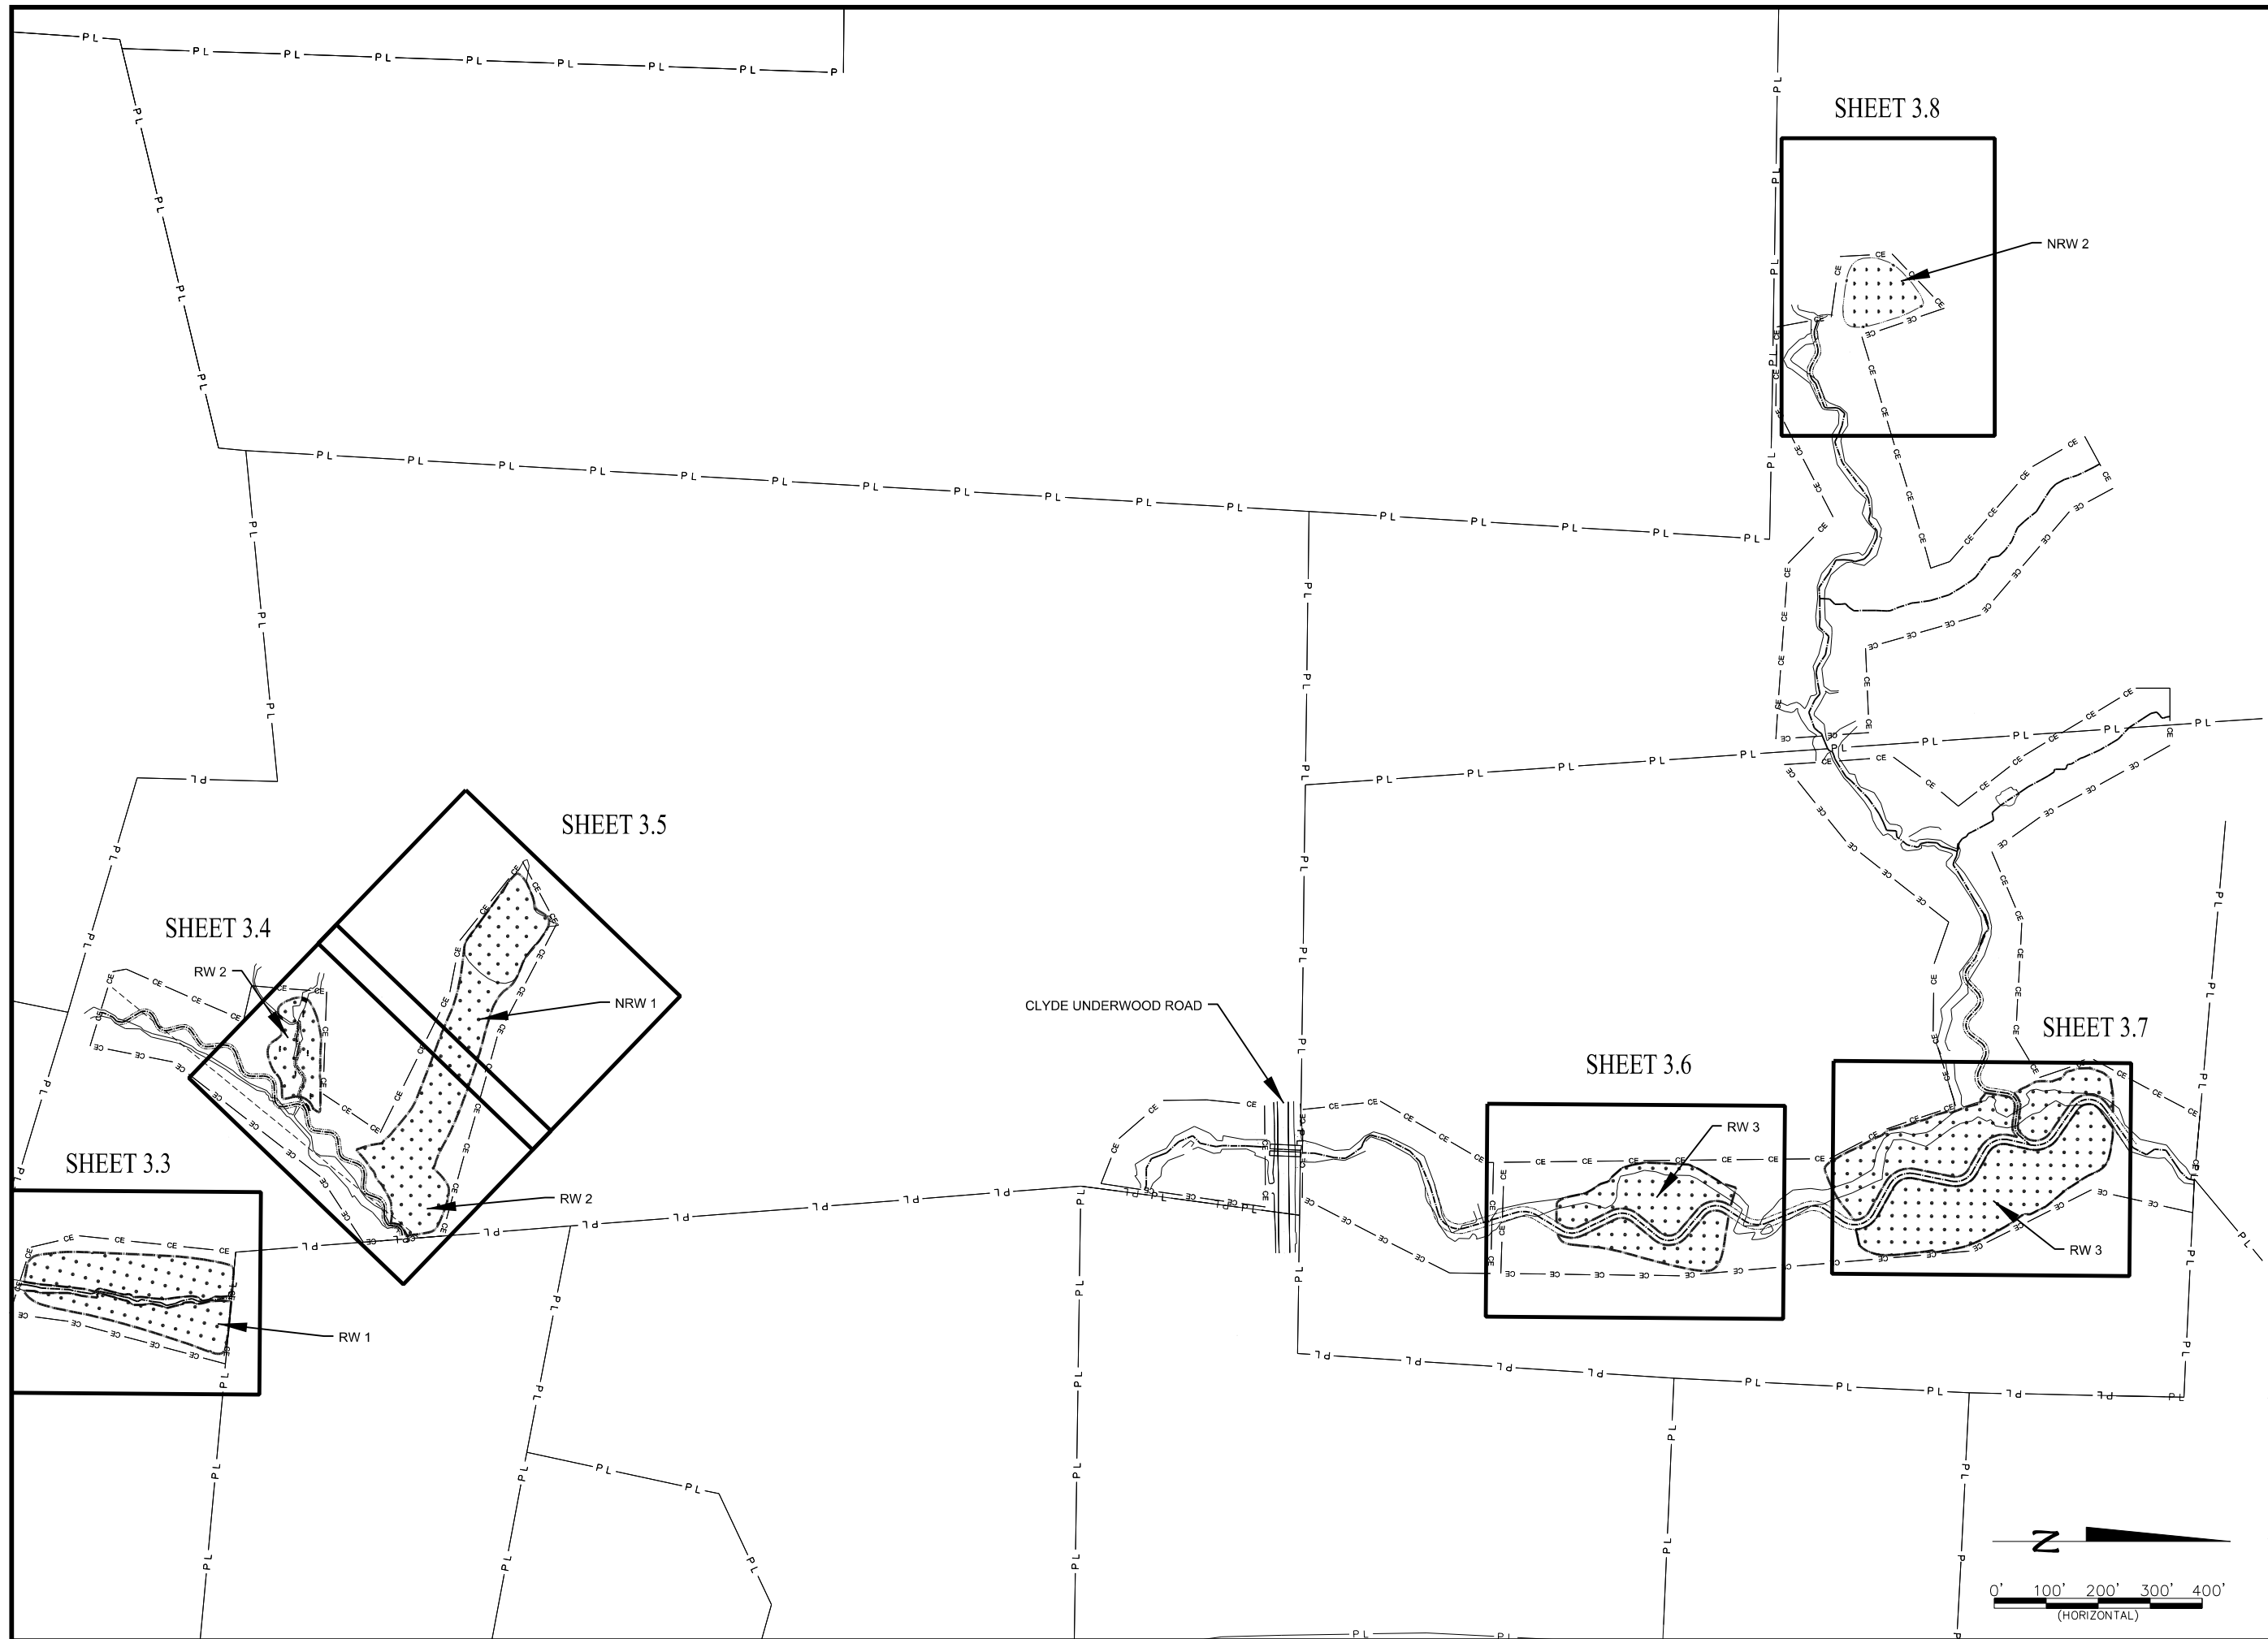 SHEET 3.8
NRW 2
SHEET 3.5
SHEET 3.4
RW 2
NRW 1
CLYDE UNDERWOOD ROAD
SHEET 3.7
SHEET 3.6
RW 3
SHEET 3.3
RW 2
RW 3
RW 1
N
0' 100' 200' 300' 400'
(HORIZONTAL)
PL
CE